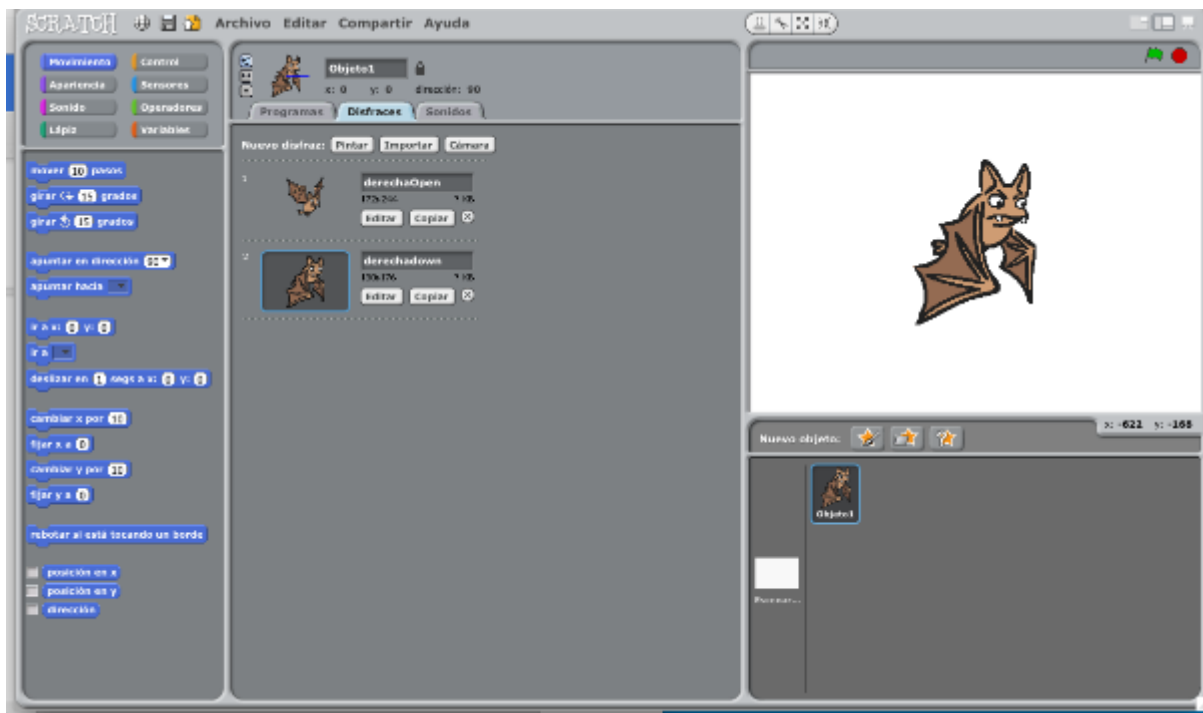 SCRATCH Archivo Editar Compartir Ayuda
Movimiento Control
Apariencia Sensores
Sonido Operadores
Lápiz Variables
mover 10 pasos
girar 15 grados
girar 15 grados
apuntar en dirección 90
apuntar hacia
ir a x: 0 y: 0
ir a
deslizar en 1 segs a x: 0 y: 0
cambiar x por 10
fijar x a 0
cambiar y por 10
fijar y a 0
rebotar si está tocando un borde
posición en x
posición en y
dirección
Objeto1
x: 0 y: 0 dirección: 90
Programas Disfraces Sonidos
Nuevo disfraz: Pintar Importar Cámara
1 derechaOpen
KB
Editar Copiar
2 derechadown
KB
Editar Copiar
x: -622 y: -168
Nuevo objeto:
Objeto1